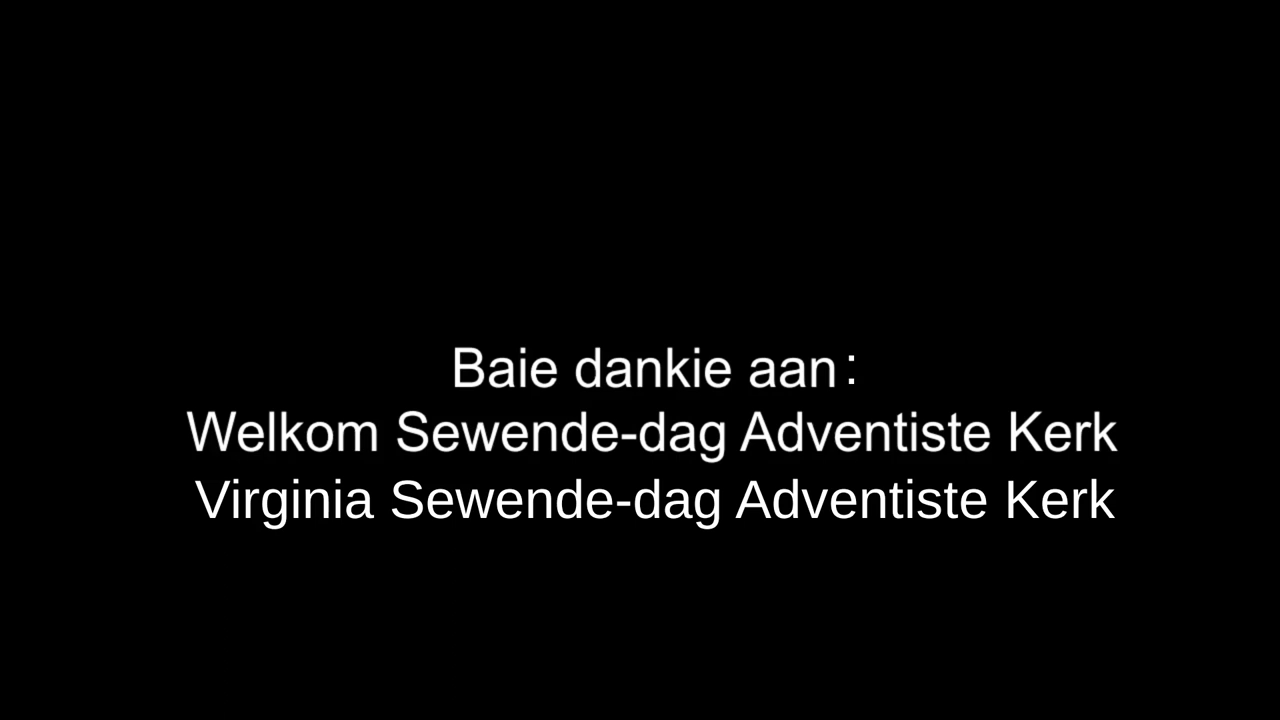 Baie dankie aan:
Welkom Sewende-dag Adventiste Kerk
Virginia Sewende-dag Adventiste Kerk